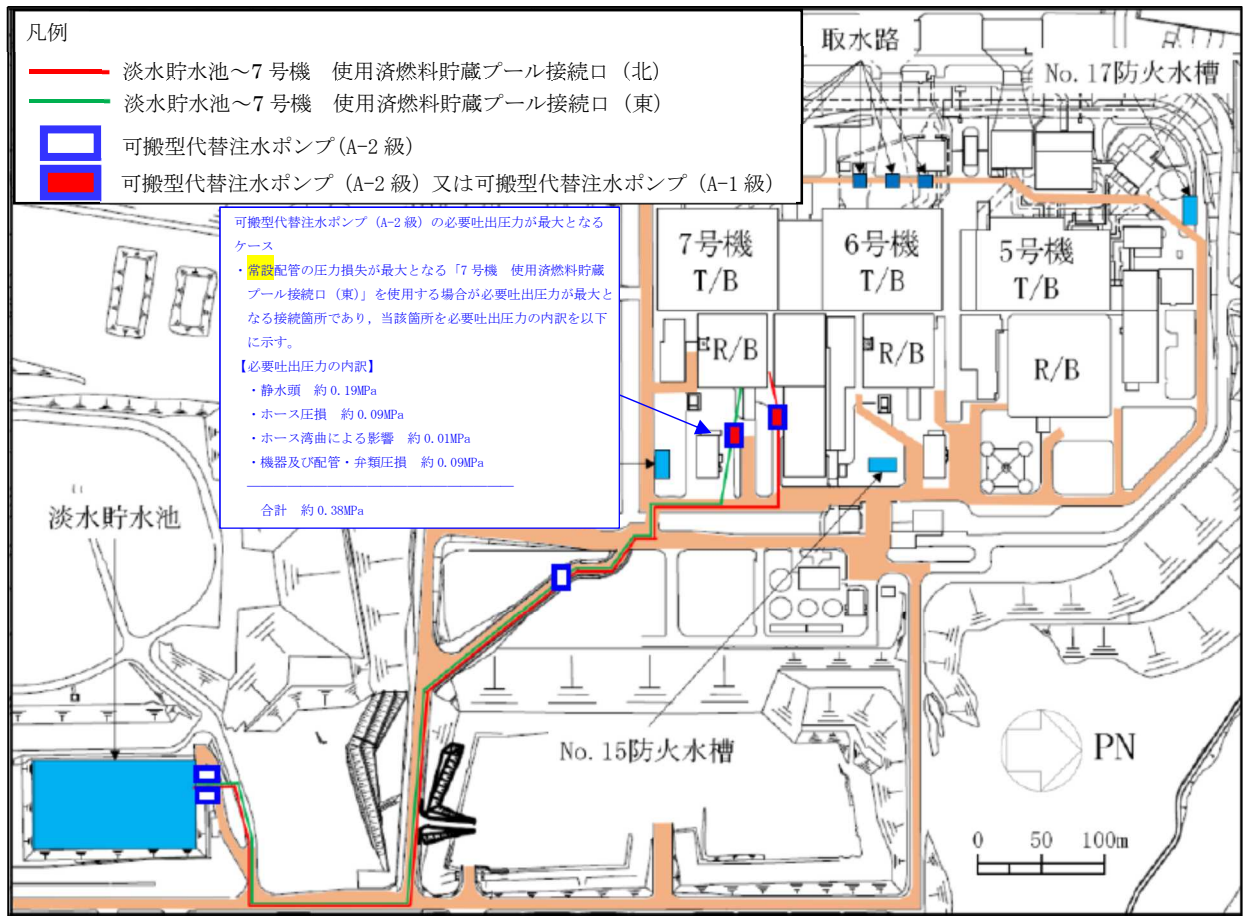 凡例
淡水貯水池～7 号機　使用済燃料貯蔵プール接続口（北）
淡水貯水池～7 号機　使用済燃料貯蔵プール接続口（東）
可搬型代替注水ポンプ(A-2 級)
可搬型代替注水ポンプ（A-2 級）又は可搬型代替注水ポンプ（A-1 級）
取水路
No. 17防火水槽
可搬型代替注水ポンプ（A-2 級）の必要吐出圧力が最大となる
ケース
・常設配管の圧力損失が最大となる「7 号機　使用済燃料貯蔵
プール接続口（東）」を使用する場合が必要吐出圧力が最大と
なる接続箇所であり，当該箇所を必要吐出圧力の内訳を以下
に示す。
【必要吐出圧力の内訳】
・静水頭　約 0.19MPa
・ホース圧損　約 0.09MPa
・ホース湾曲による影響　約 0.01MPa
・機器及び配管・弁類圧損　約 0.09MPa
合計　約 0.38MPa
7号機
T/B
6号機
T/B
5号機
T/B
R/B
R/B
R/B
淡水貯水池
No. 15防火水槽
PN
0 50 100m